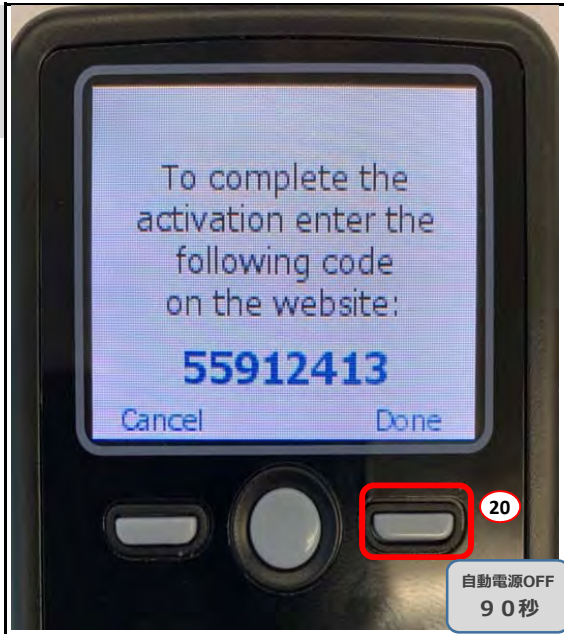 To complete the
activation enter the
following code
on the website:
55912413
Cancel Done
20
自動電源OFF
９０秒